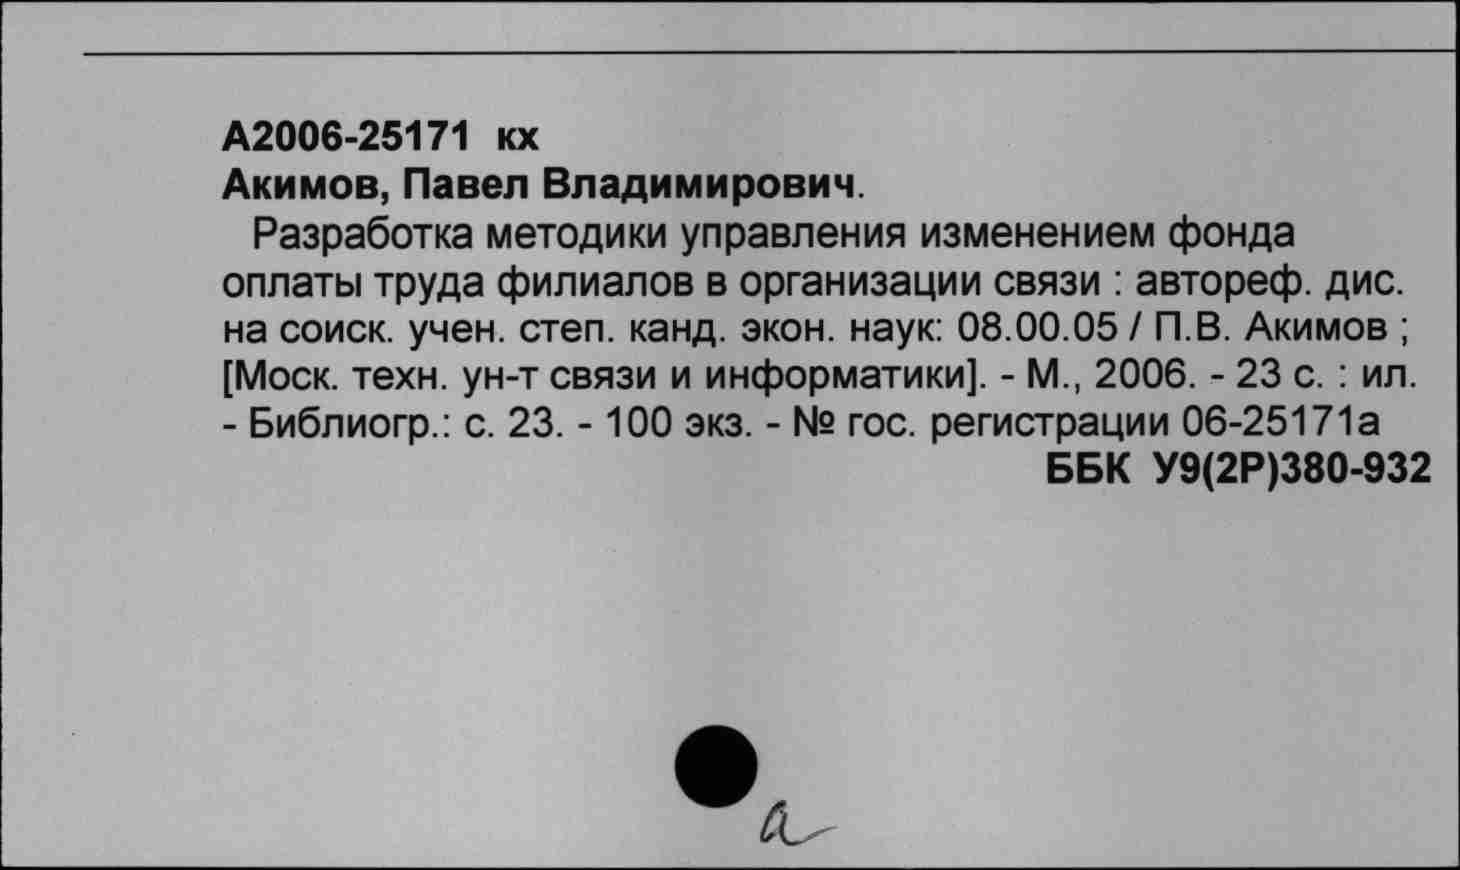 А2006-25171 кх
Акимов, Павел Владимирович.
Разработка методики управления изменением фонда
оплаты труда филиалов в организации связи : автореф. дис.
на соиск. учен. степ. канд. экон. наук: 08.00.05 / П.В. Акимов ;
[Моск. техн. ун-т связи и информатики]. - М., 2006. - 23 с. : ил.
- Библиогр.: с. 23. - 100 экз. - № гос. регистрации 06-25171а
ББК У9(2Р)380-932
а